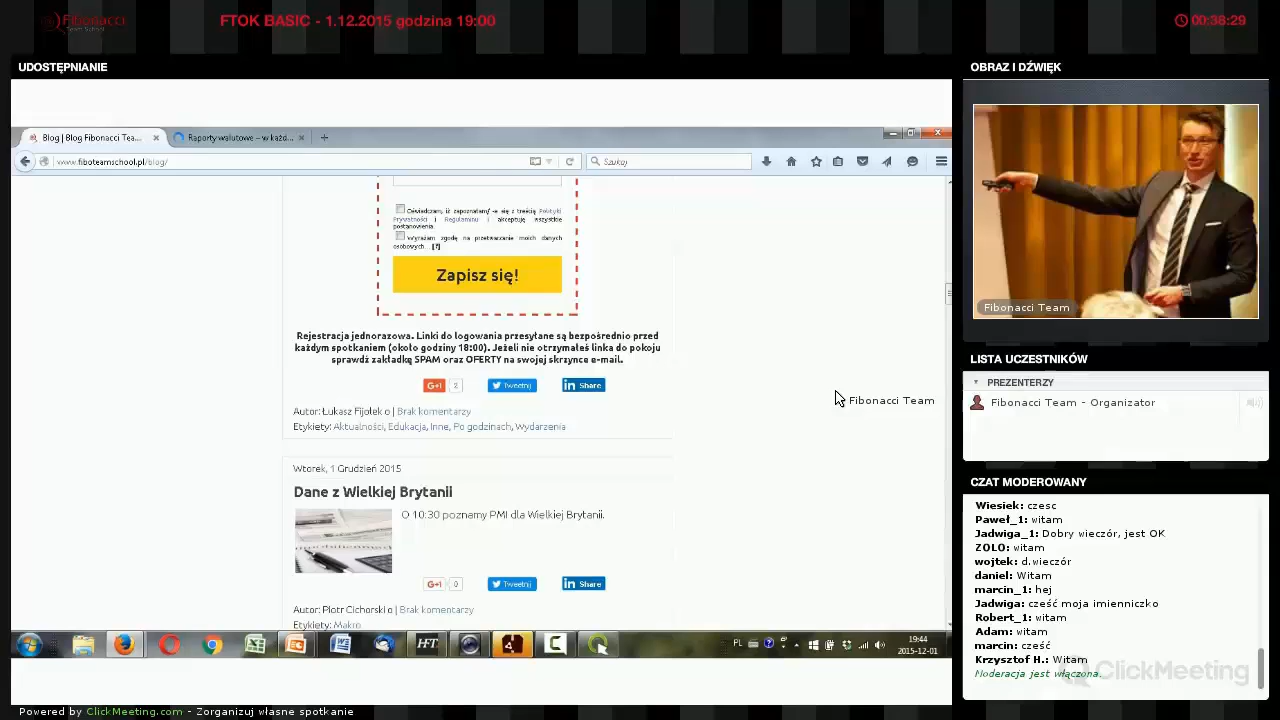 Fibonacci
Team School
FTOK BASIC - 1.12.2015 godzina 19:00
00:38:29
UDOSTĘPNIANIE
Blog | Blog Fibonacci Tea...
Raporty walutowe – w każd...
www.fiboteamschool.pl/blog/
Szukaj
Oświadczam, iż zapoznałam/-em się z treścią Polityki
Prywatności i Regulaminu i akceptuję wszystkie
postanowienia.
Wyrażam zgodę na przetwarzanie moich danych
osobowych... [?]
Zapisz się!
Rejestracja jednorazowa. Linki do logowania przesyłane są bezpośrednio przed
każdym spotkaniem (około godziny 18:00). Jeżeli nie otrzymałeś linka do pokoju
sprawdź zakładkę SPAM oraz OFERTY na swojej skrzynce e-mail.
G+1 2 Tweetnij Share
Autor: Łukasz Fijołek o | Brak komentarzy
Etykiety: Aktualności, Edukacja, Inne, Po godzinach, Wydarzenia
Wtorek, 1 Grudzień 2015
Dane z Wielkiej Brytanii
O 10:30 poznamy PMI dla Wielkiej Brytanii.
G+1 0 Tweetnij Share
Autor: Piotr Cichorski o | Brak komentarzy
Etykiety: Makro
Fibonacci Team
HFT
PL
19:44
2015-12-01
Powered by ClickMeeting.com - Zorganizuj własne spotkanie
OBRAZ I DŹWIĘK
Fibonacci Team
LISTA UCZESTNIKÓW
PREZENTERZY
Fibonacci Team - Organizator
CZAT MODEROWANY
Wiesiek: czesc
Paweł_1: witam
Jadwiga_1: Dobry wieczór, jest OK
ZOLO: witam
wojtek: d.wieczór
daniel: Witam
marcin_1: hej
Jadwiga: cześć moja imienniczko
Robert_1: witam
Adam: witam
marcin: cześć
Krzysztof H.: Witam
Moderacja jest włączona.
ClickMeeting